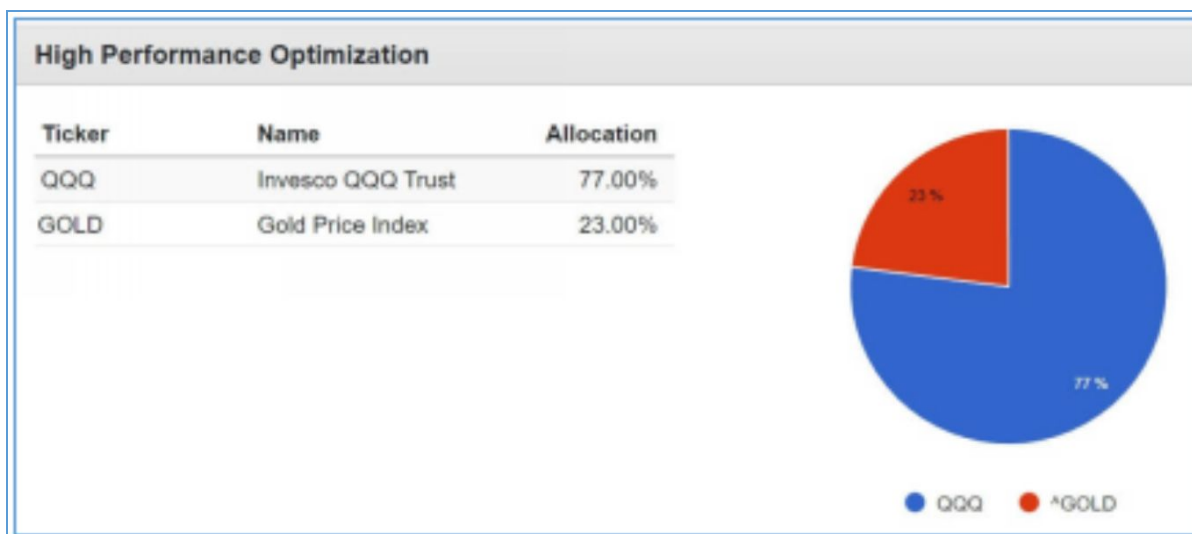 High Performance Optimization
Ticker Name Allocation
QQQ Invesco QQQ Trust 77.00%
GOLD Gold Price Index 23.00%
23 %
77 %
QQQ ^GOLD